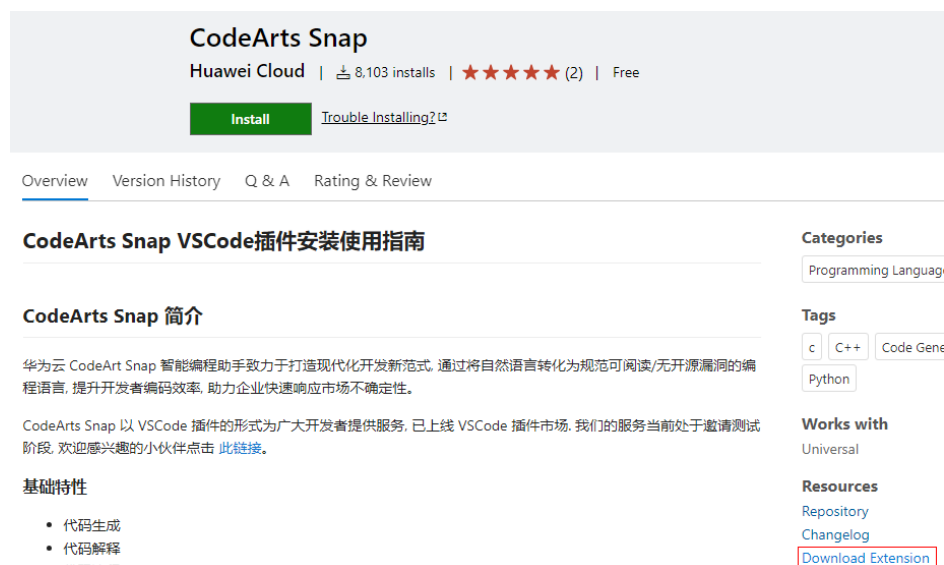 CodeArts Snap
Huawei Cloud | 8,103 installs | (2) | Free
Install Trouble Installing?
Overview Version History Q & A Rating & Review
CodeArts Snap VSCode插件安装使用指南
CodeArts Snap 简介
华为云 CodeArt Snap 智能编程助手致力于打造现代化开发新范式, 通过将自然语言转化为规范可阅读/无开源漏洞的编
程语言, 提升开发者编码效率, 助力企业快速响应市场不确定性。
CodeArts Snap 以 VSCode 插件的形式为广大开发者提供服务, 已上线 VSCode 插件市场. 我们的服务当前处于邀请测试
阶段, 欢迎感兴趣的小伙伴点击 此链接。
基础特性
• 代码生成
• 代码解释
Categories
Programming Language
Tags
c C++ Code Gene
Python
Works with
Universal
Resources
Repository
Changelog
Download Extension